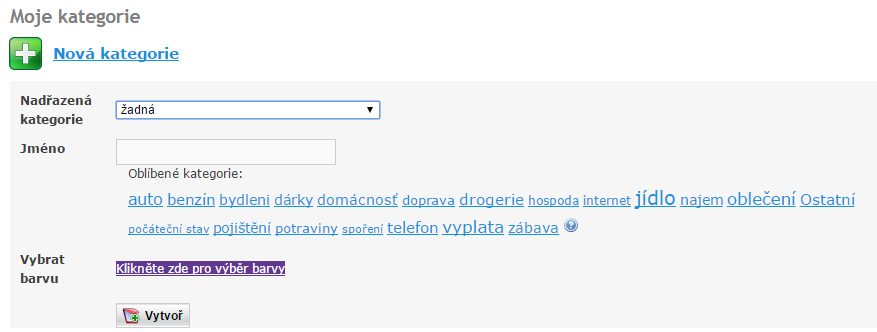 Moje kategorie
Nová kategorie
Nadřazená
kategorie
žadná
Jméno
Oblíbené kategorie:
auto benzín bydleni dárky domácnosť doprava drogerie hospoda internet jídlo najem oblečení Ostatní
počáteční stav pojištění potraviny spoření telefon vyplata zábava ?
Vybrat
barvu
Klikněte zde pro výběr barvy
Vytvoř